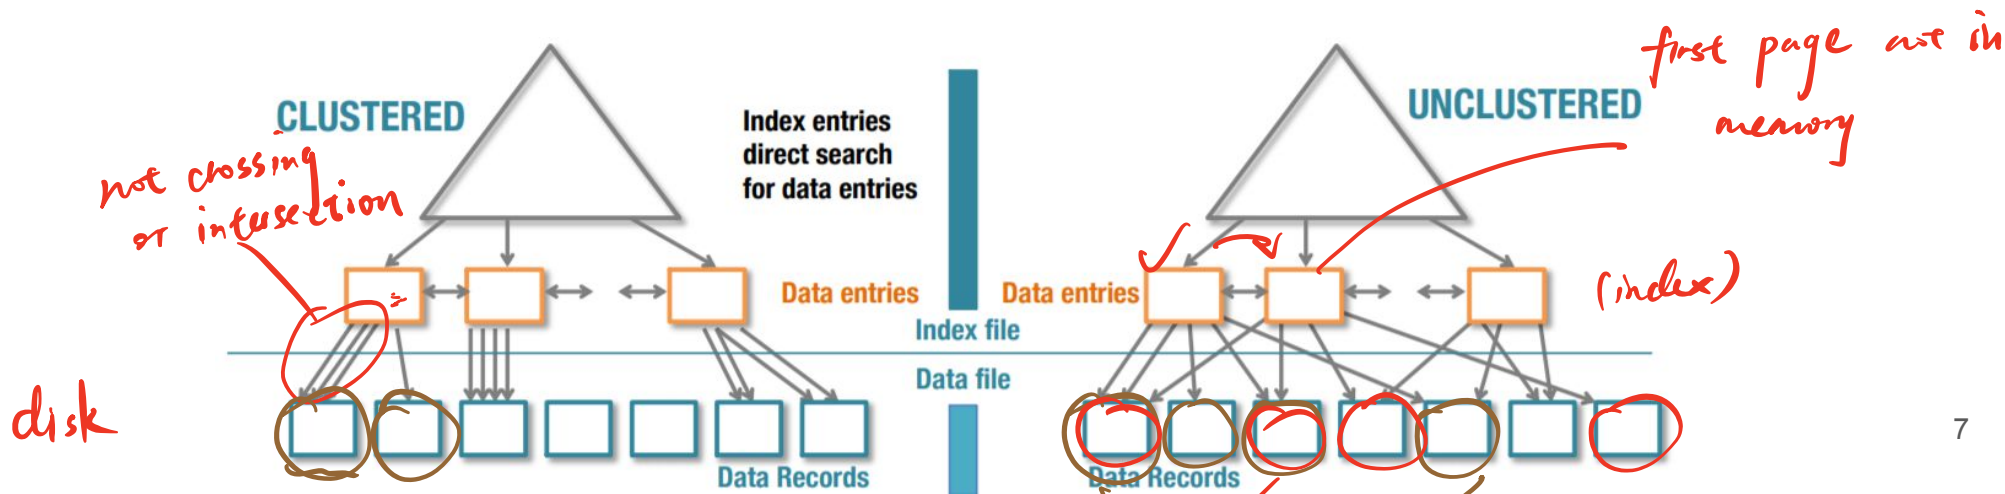 first page not in
memory
CLUSTERED
Index entries
direct search
for data entries
UNCLUSTERED
not crossing
or intersection
Data entries
Data entries
(index)
Index file
Data file
disk
7
Data Records
Data Records